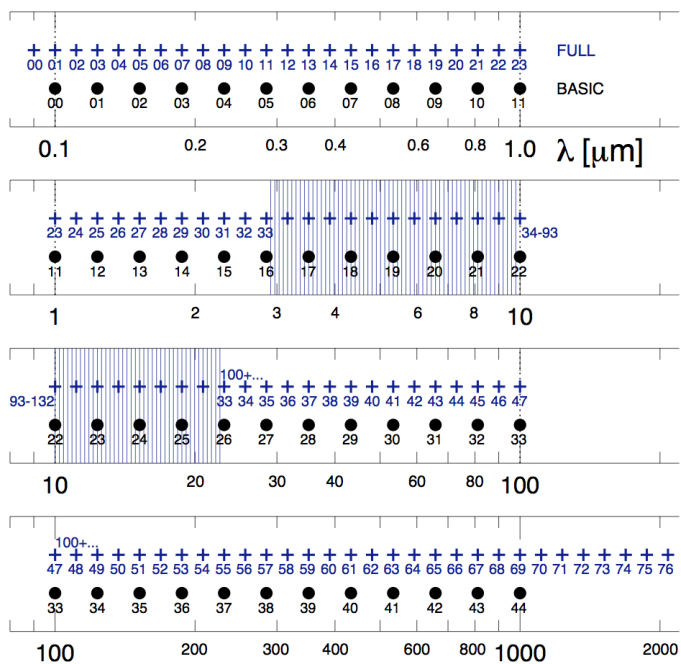 00 01 02 03 04 05 06 07 08 09 10 11 12 13 14 15 16 17 18 19 20 21 22 23 FULL
00 01 02 03 04 05 06 07 08 09 10 11 BASIC
0.1 0.2 0.3 0.4 0.6 0.8 1.0 λ [μm]
23 24 25 26 27 28 29 30 31 32 33 34-93
11 12 13 14 15 16 17 18 19 20 21 22
1 2 3 4 6 8 10
100+...
93-132 33 34 35 36 37 38 39 40 41 42 43 44 45 46 47
22 23 24 25 26 27 28 29 30 31 32 33
10 20 30 40 60 80 100
100+...
47 48 49 50 51 52 53 54 55 56 57 58 59 60 61 62 63 64 65 66 67 68 69 70 71 72 73 74 75 76
33 34 35 36 37 38 39 40 41 42 43 44
100 200 300 400 600 800 1000 2000